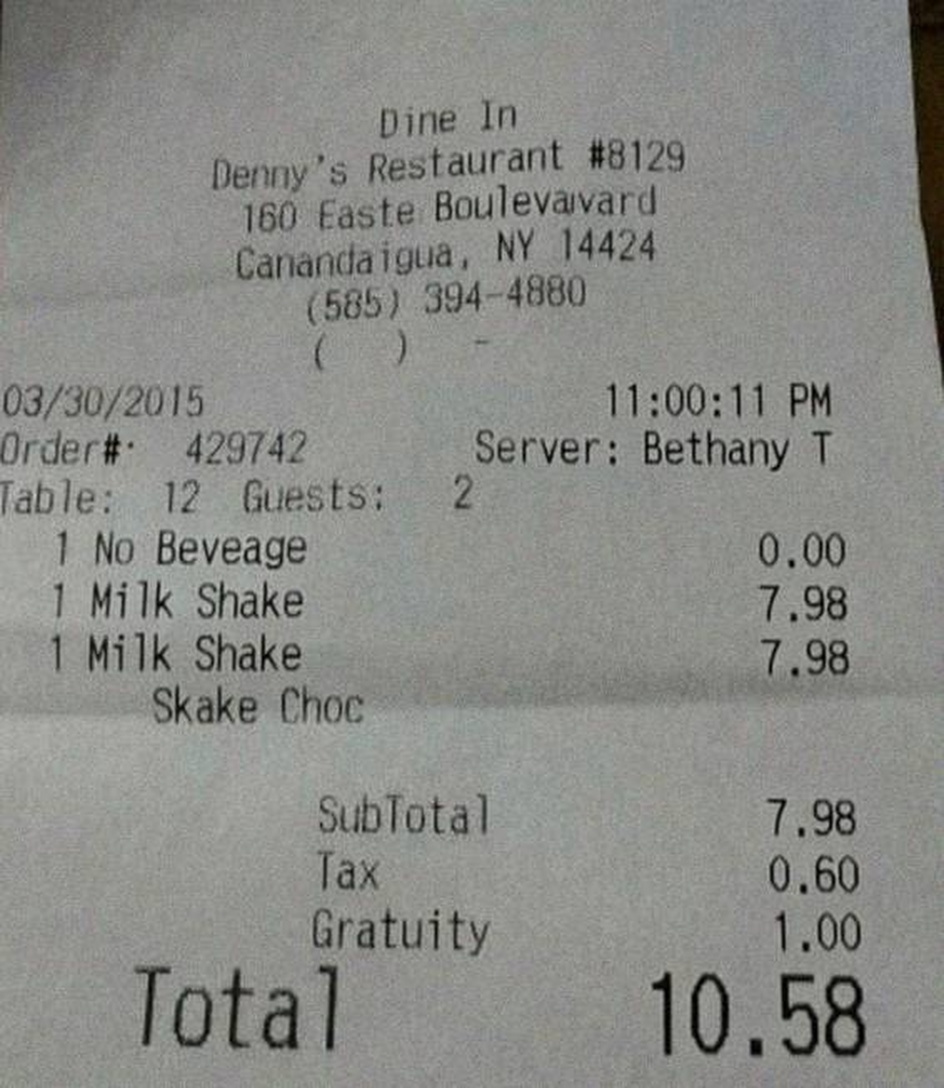 Dine In
Denny's Restaurant #8129
160 Easte Boulevawvard
Canandaigua, NY 14424
(585) 394-4880
( ) -
03/30/2015 11:00:11 PM
Order#· 429742 Server: Bethany T
Table: 12 Guests: 2
1 No Beveage 0.00
1 Milk Shake 7.98
1 Milk Shake 7.98
Skake Choc
SubTotal 7.98
Tax 0.60
Gratuity 1.00
Total 10.58